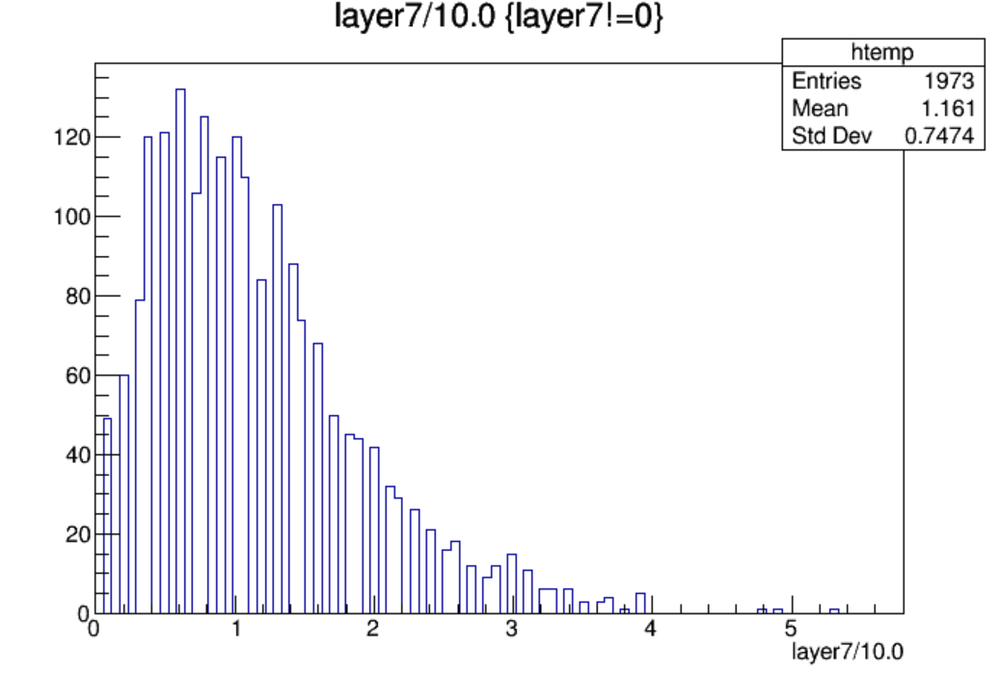 layer7/10.0 {layer7!=0}
htemp
Entries 1973
Mean 1.161
Std Dev 0.7474
120
100
80
60
40
20
0
0 1 2 3 4 5
layer7/10.0